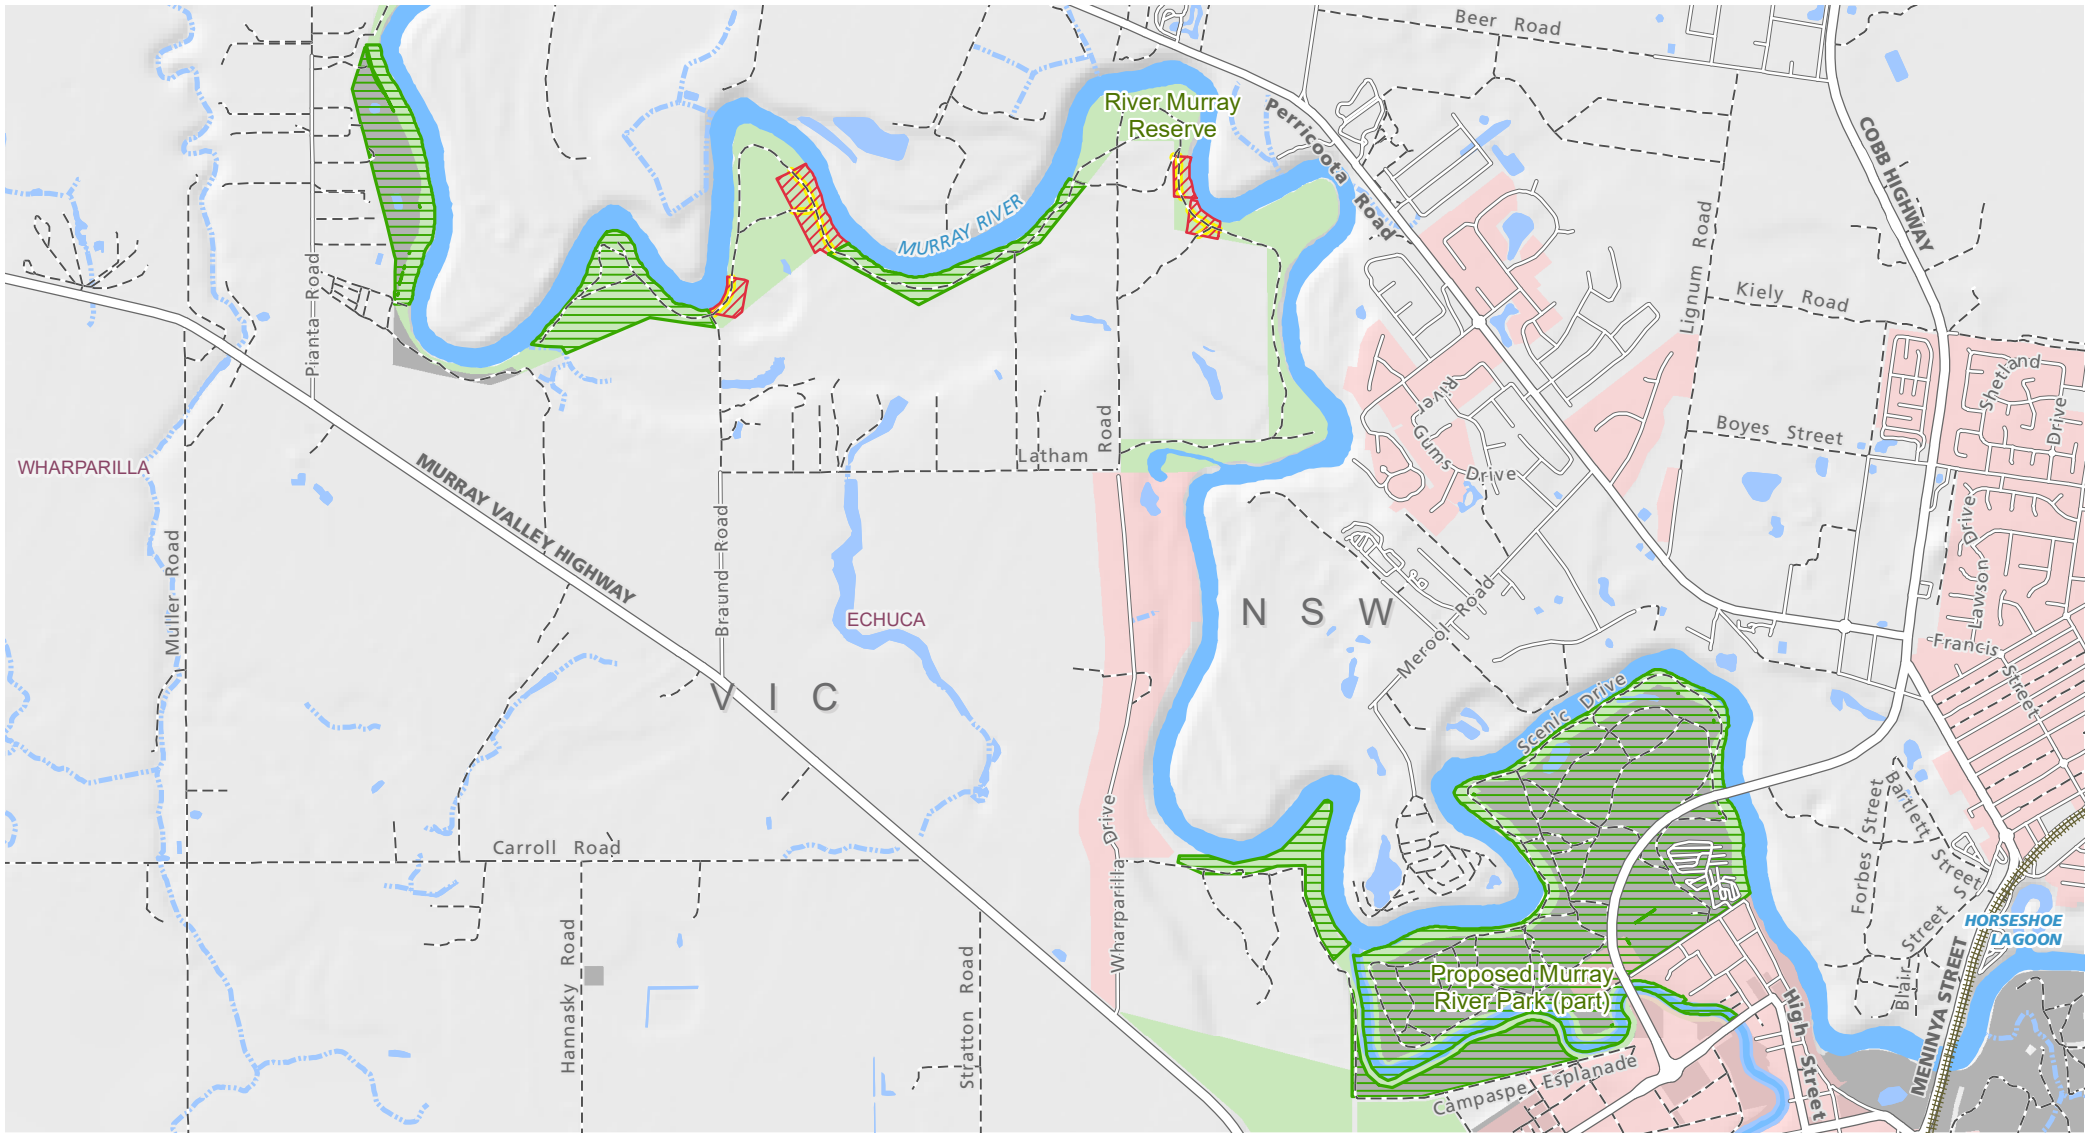 Beer Road
River Murray
Reserve
Perricoota Road
COBB HIGHWAY
MURRAY RIVER
Lignum Road
Pianta Road
Kiely Road
Shetland
Drive
River
Gums Drive
Boyes Street
Latham
Road
WHARPARILLA
MURRAY VALLEY HIGHWAY
Muller Road
Braund Road
Lawson Drive
ECHUCA
N S W
Merool Road
Francis Street
V I C
Scenic Drive
Bartlett Street
Forbes Street
Wharparilla Drive
Carroll Road
HORSESHOE
LAGOON
Blair Street
Hannasky Road
Stratton Road
Proposed Murray
River Park (part)
High Street
MENINYA STREET
Campaspe Esplanade